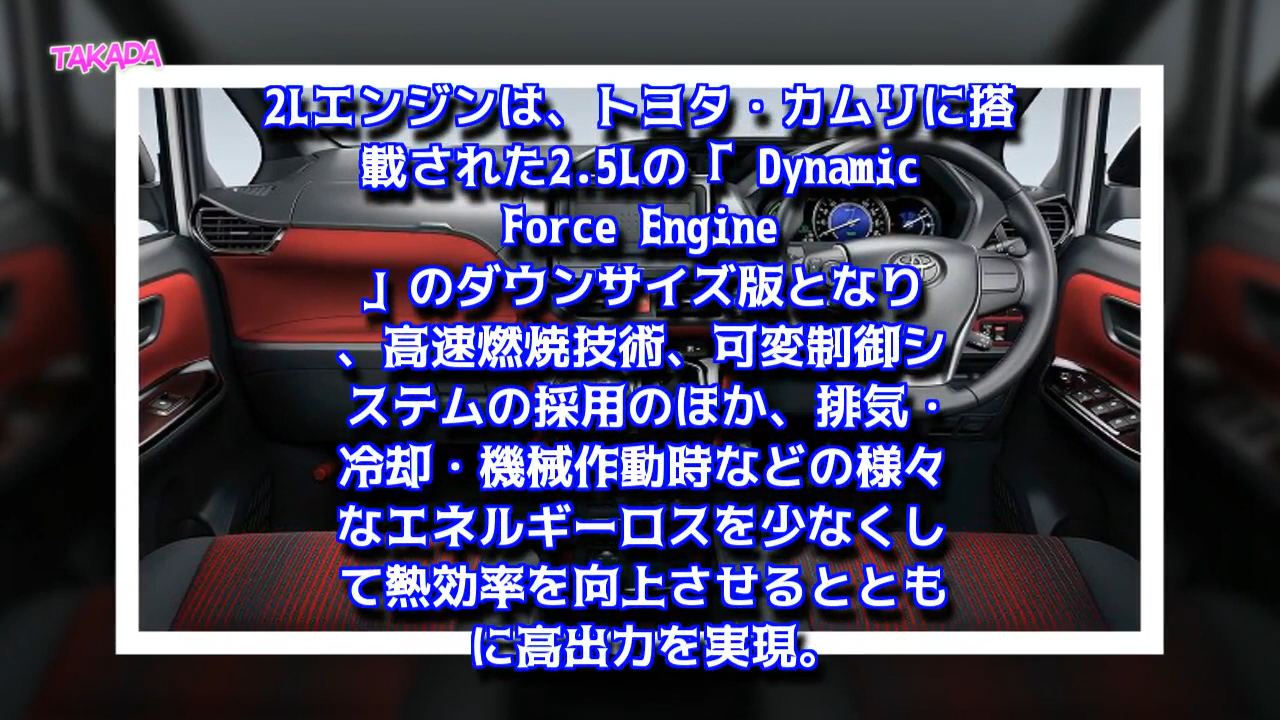 TAKADA
2Lエンジンは、トヨタ・カムリに搭
載された2.5Lの「 Dynamic
Force Engine
」のダウンサイズ版となり
、高速燃焼技術、可変制御シ
ステムの採用のほか、排気・
冷却・機械作動時などの様々
なエネルギーロスを少なくし
て熱効率を向上させるととも
に高出力を実現。